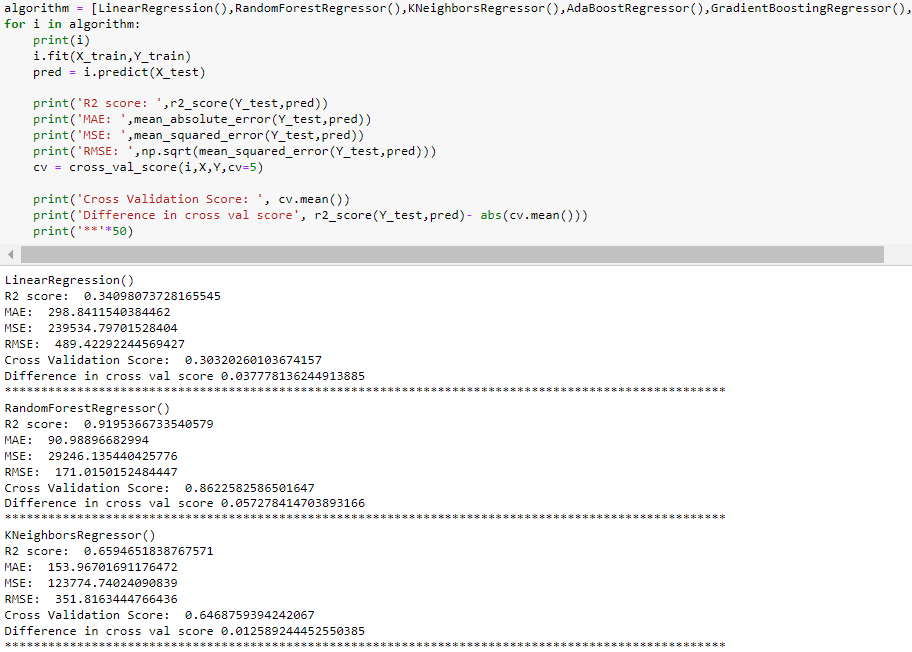 algorithm = [LinearRegression(),RandomForestRegressor(),KNeighborsRegressor(),AdaBoostRegressor(),GradientBoostingRegressor(),
for i in algorithm:
    print(i)
    i.fit(X_train,Y_train)
    pred = i.predict(X_test)
    print('R2 score: ',r2_score(Y_test,pred))
    print('MAE: ',mean_absolute_error(Y_test,pred))
    print('MSE: ',mean_squared_error(Y_test,pred))
    print('RMSE: ',np.sqrt(mean_squared_error(Y_test,pred)))
    cv = cross_val_score(i,X,Y,cv=5)
    print('Cross Validation Score: ', cv.mean())
    print('Difference in cross val score', r2_score(Y_test,pred)- abs(cv.mean()))
    print('**'*50)
LinearRegression()
R2 score:  0.34098073728165545
MAE:  298.8411540384462
MSE:  239534.79701528404
RMSE:  489.42292244569427
Cross Validation Score:  0.30320260103674157
Difference in cross val score 0.037778136244913885
****************************************************************************************************
RandomForestRegressor()
R2 score:  0.9195366733540579
MAE:  90.98896682994
MSE:  29246.135440425776
RMSE:  171.0150152484447
Cross Validation Score:  0.8622582586501647
Difference in cross val score 0.057278414703893166
****************************************************************************************************
KNeighborsRegressor()
R2 score:  0.6594651838767571
MAE:  153.96701691176472
MSE:  123774.74024090839
RMSE:  351.8163444766436
Cross Validation Score:  0.6468759394242067
Difference in cross val score 0.012589244452550385
****************************************************************************************************